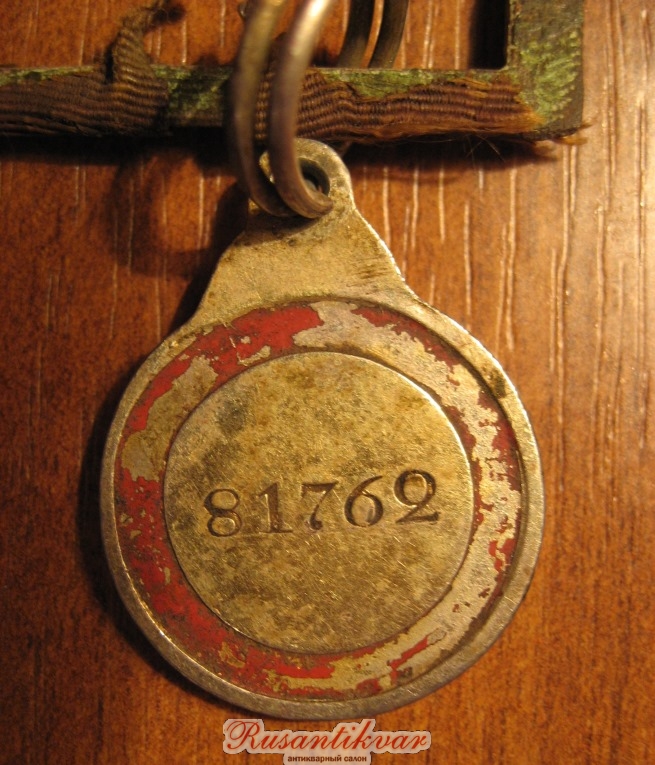 81762
Rusantikvar
антикварный салон